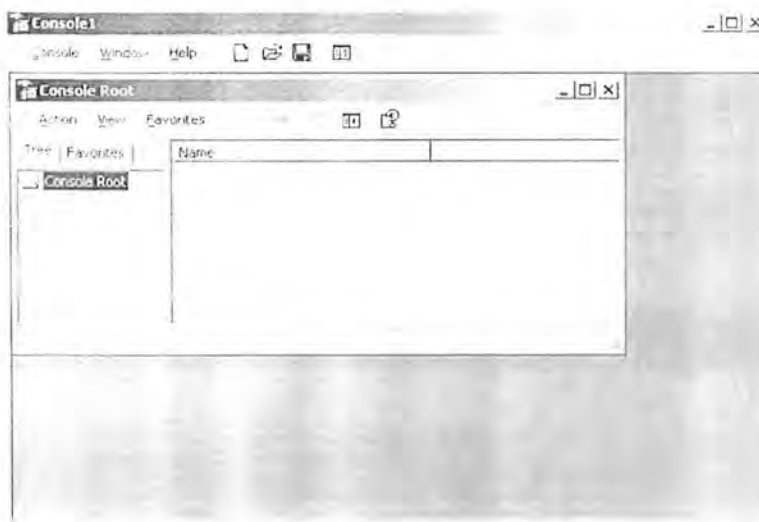 Console1
Console Window Help
Console Root
Action View Favorites
Tree Favorites Name
Console Root